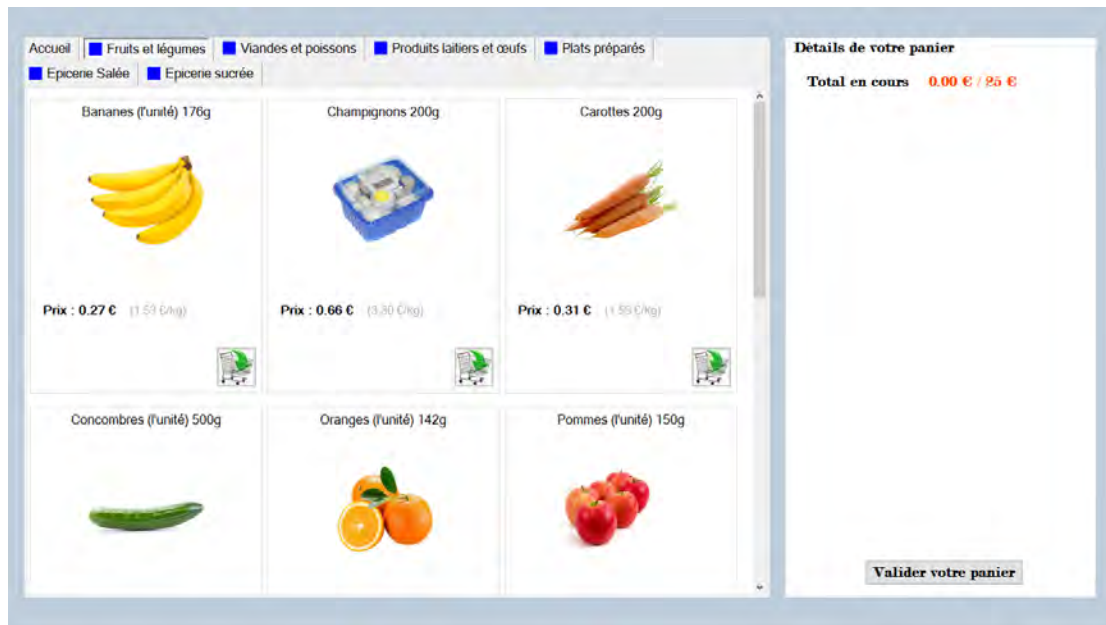 Accueil Fruits et légumes Viandes et poissons Produits laitiers et œufs Plats préparés
Epicerie Salée Epicerie sucrée
Détails de votre panier
Total en cours 0.00 € / 25 €
Bananes (l'unité) 176g Champignons 200g Carottes 200g
Prix : 0.27 € (1.53 €/kg) Prix : 0.66 € (3.30 €/kg) Prix : 0.31 € (1.55 €/kg)
Concombres (l'unité) 500g Oranges (l'unité) 142g Pommes (l'unité) 150g
Valider votre panier